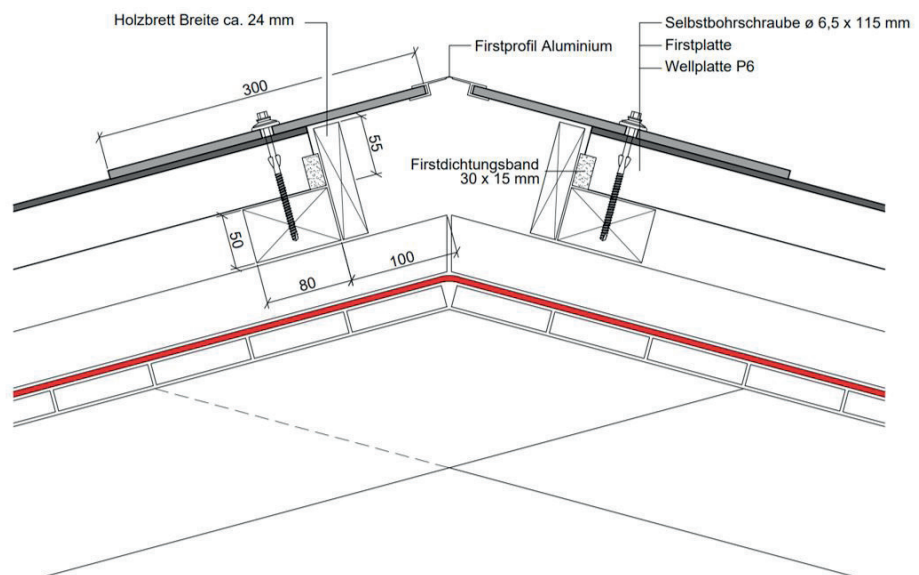 Holzbrett Breite ca. 24 mm
Selbstbohrschraube ø 6,5 x 115 mm
Firstprofil Aluminium
Firstplatte
Wellplatte P6
300
55
Firstdichtungsband
30 x 15 mm
50
80
100